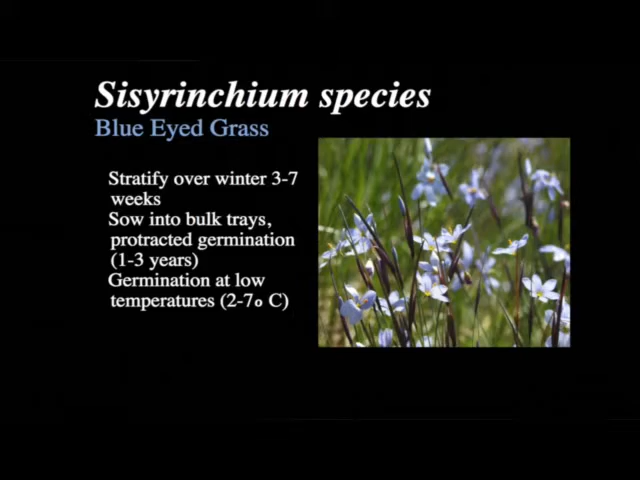 Sisyrinchium species
Blue Eyed Grass
Stratify over winter 3-7
weeks
Sow into bulk trays,
protracted germination
(1-3 years)
Germination at low
temperatures (2-7o C)